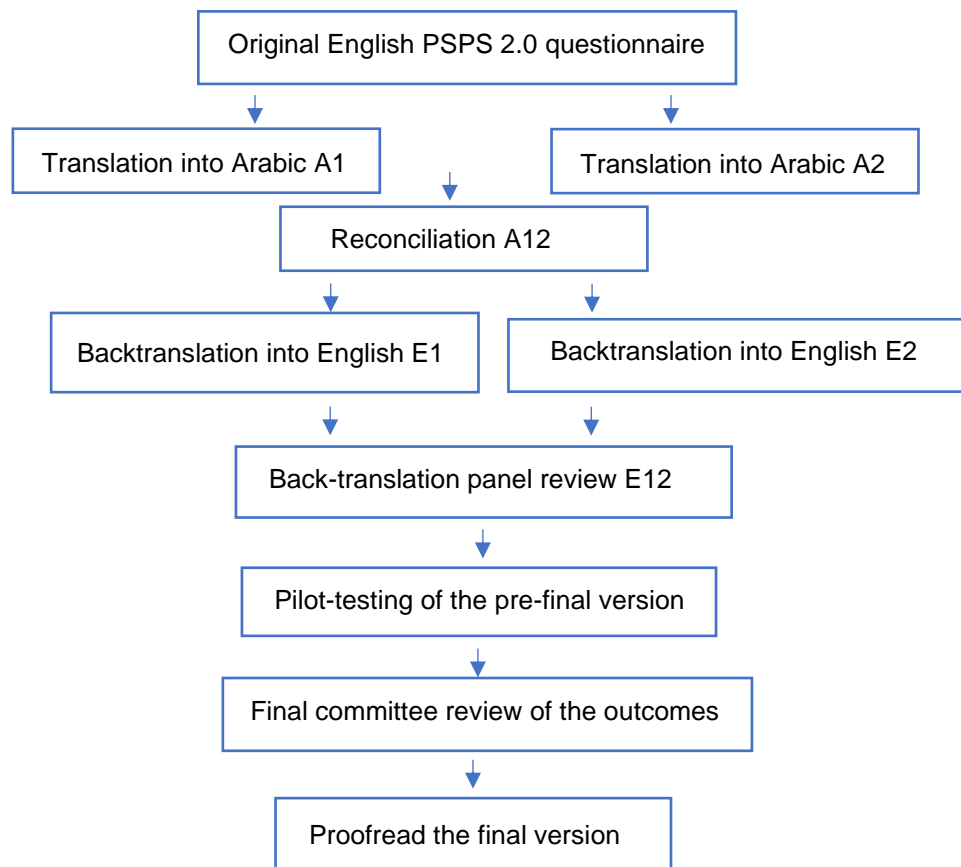 Original English PSPS 2.0 questionnaire
Translation into Arabic A1
Translation into Arabic A2
Reconciliation A12
Backtranslation into English E1
Backtranslation into English E2
Back-translation panel review E12
Pilot-testing of the pre-final version
Final committee review of the outcomes
Proofread the final version